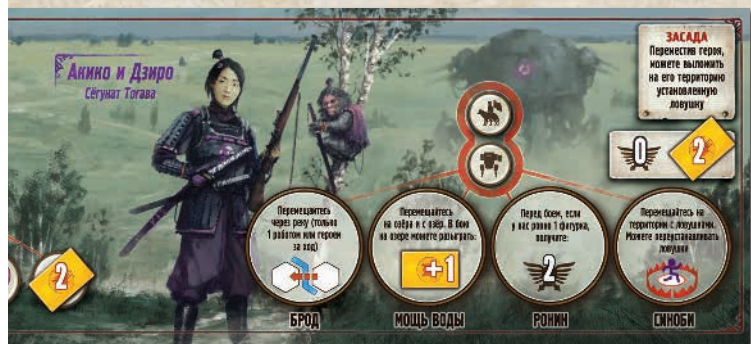 Акико и Дзиро
Сёгунат Тогава
ЗАСАДА
Переместив героя,
можете выложить
на его территорию
установленную
ловушку
0
2
2
Перемещайтесь
через реку (только
1 роботом или героем
за ход)
БРОД
Перемещайтесь
на озёра и с озёр. В бою
на озере можете разыграть:
+1
МОЩЬ ВОДЫ
Перед боем, если
у вас ровно 1 фигурка,
получите:
2
РОНИН
Перемещайтесь на
территории с ловушками.
Можете переустанавливать
ловушки
СИНОБИ